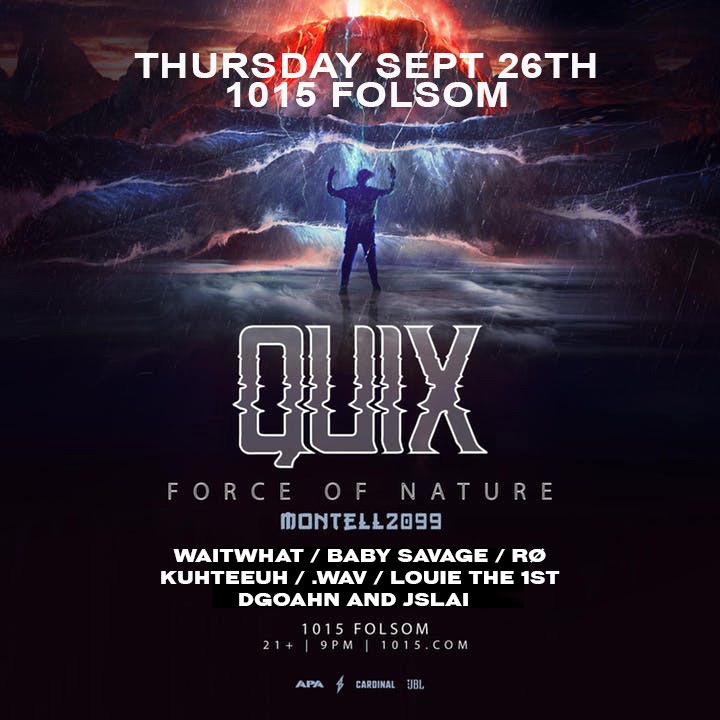 THURSDAY SEPT 26TH
1015 FOLSOM
QUIX
FORCE OF NATURE
MONTELL2099
WAITWHAT / BABY SAVAGE / RØ
KUHTEEUH / .WAV / LOUIE THE 1ST
DGOAHN AND JSLAI
1015 FOLSOM
21+ | 9PM | 1015.COM
APA CARDINAL JBL